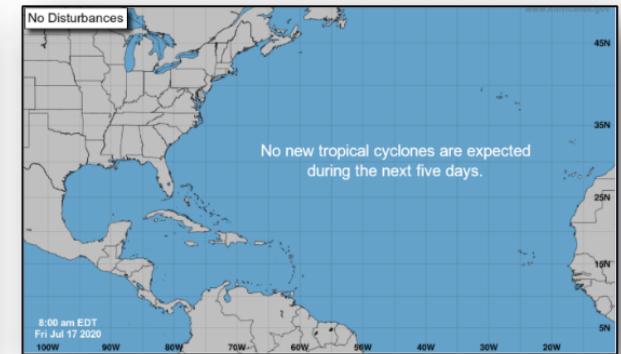 No Disturbances
45N
35N
No new tropical cyclones are expected
during the next five days.
25N
15N
8:00 am EDT
Fri Jul 17 2020
5N
100W 90W 80W 70W 60W 50W 40W 30W 20W